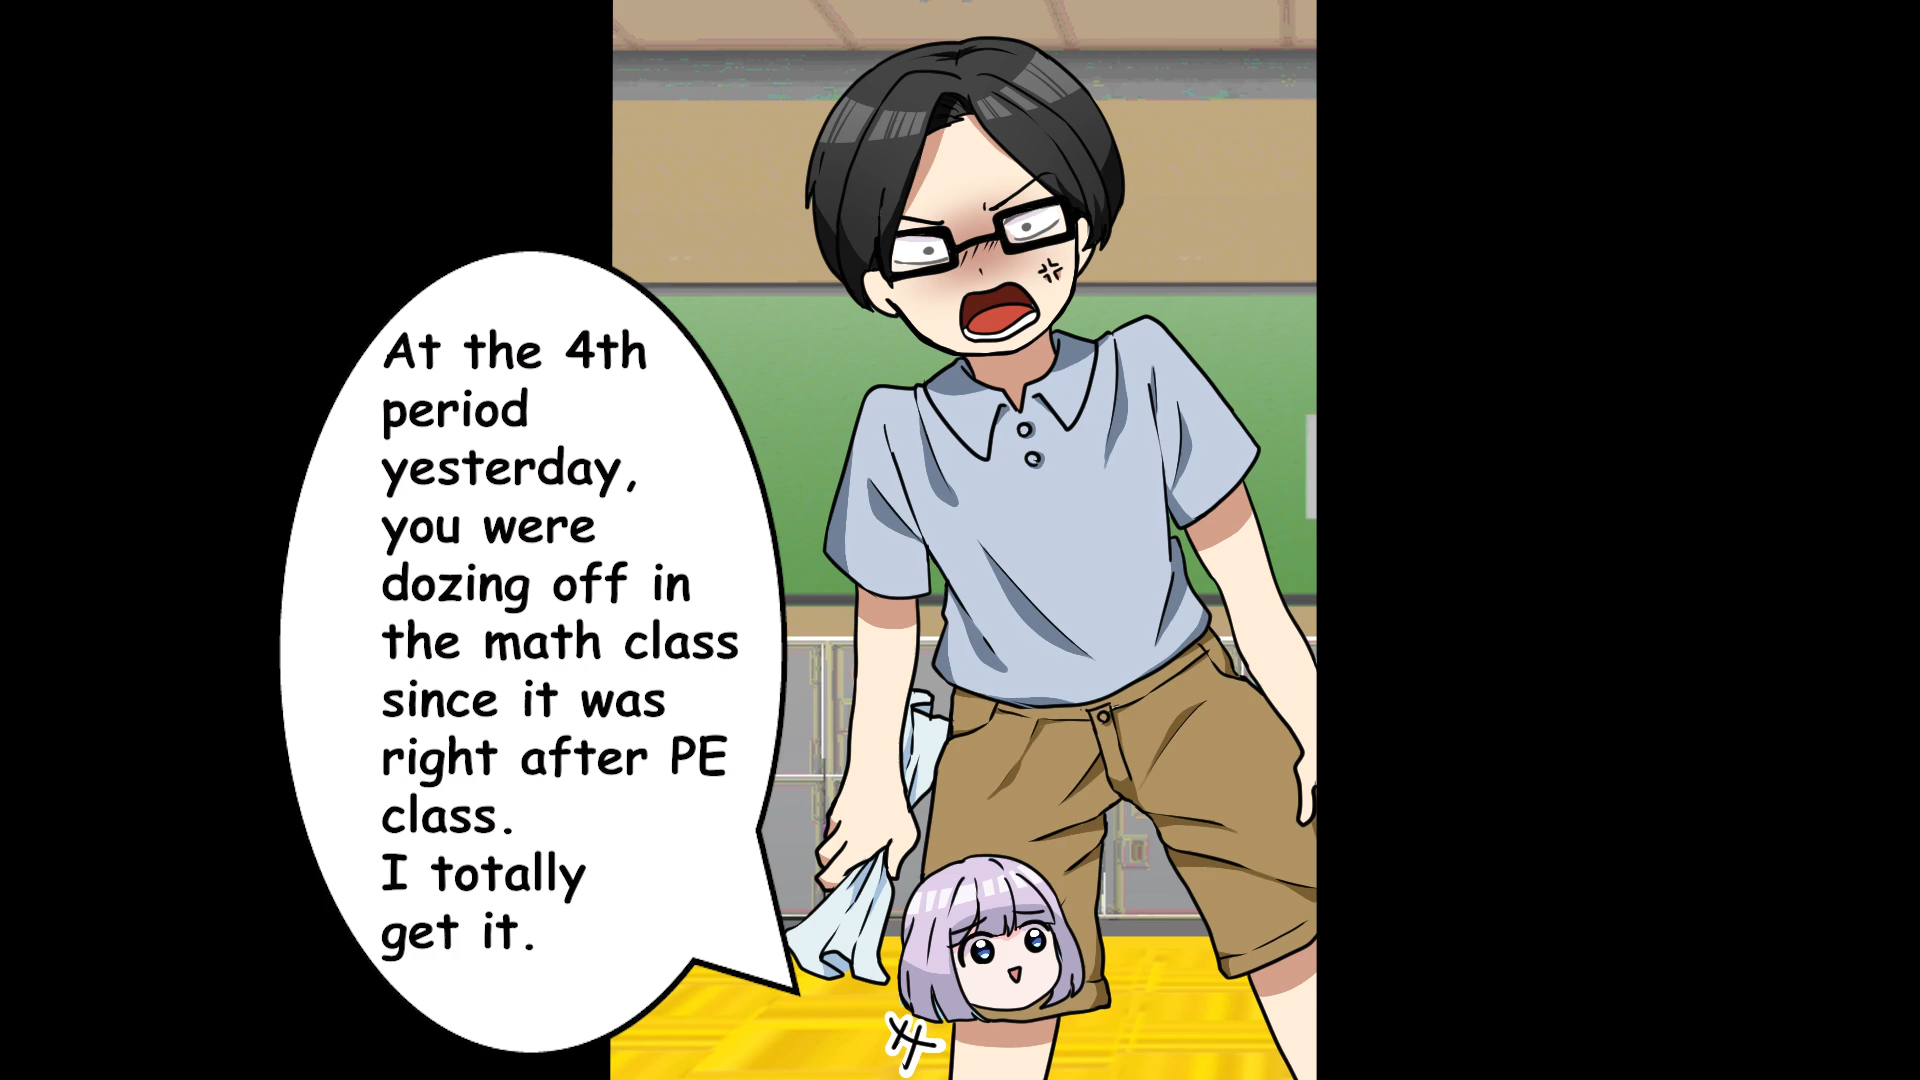 At the 4th
period
yesterday,
you were
dozing off in
the math class
since it was
right after PE
class.
I totally
get it.